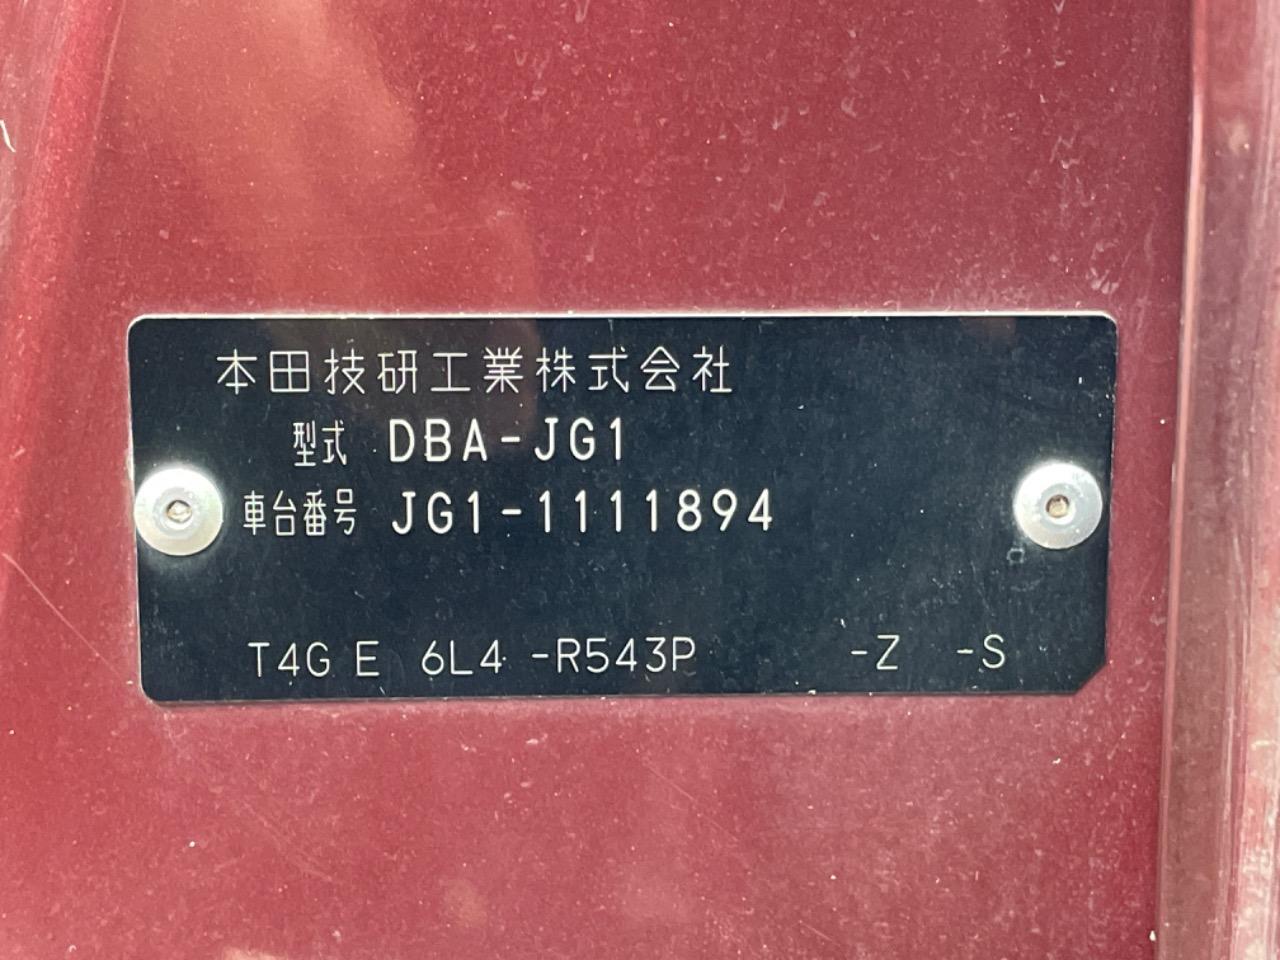 本田技研工業株式会社
型式 DBA-JG1
車台番号 JG1-1111894
T4G E 6L4 -R543P -Z -S